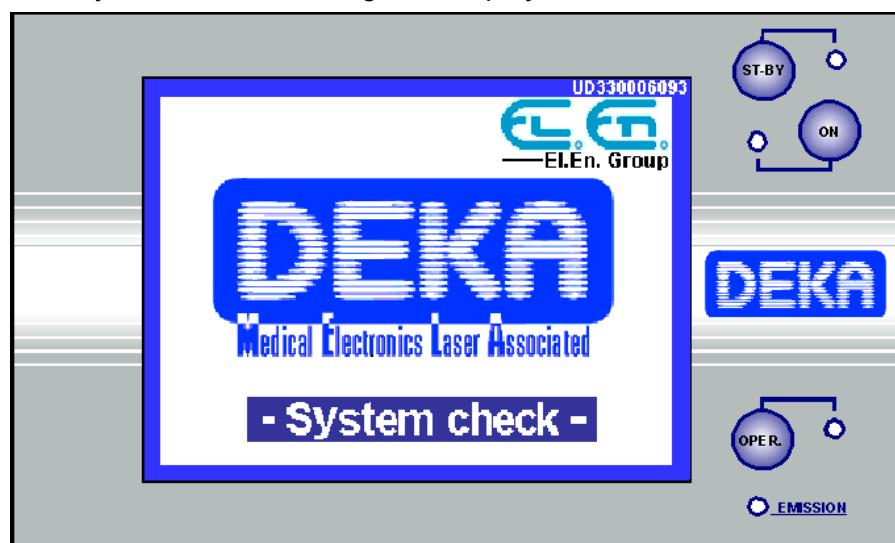 UD330006093
EL.En.
El.En. Group
DEKA
Medical Electronics Laser Associated
- System check -
ST-BY
ON
DEKA
OPER.
EMISSION